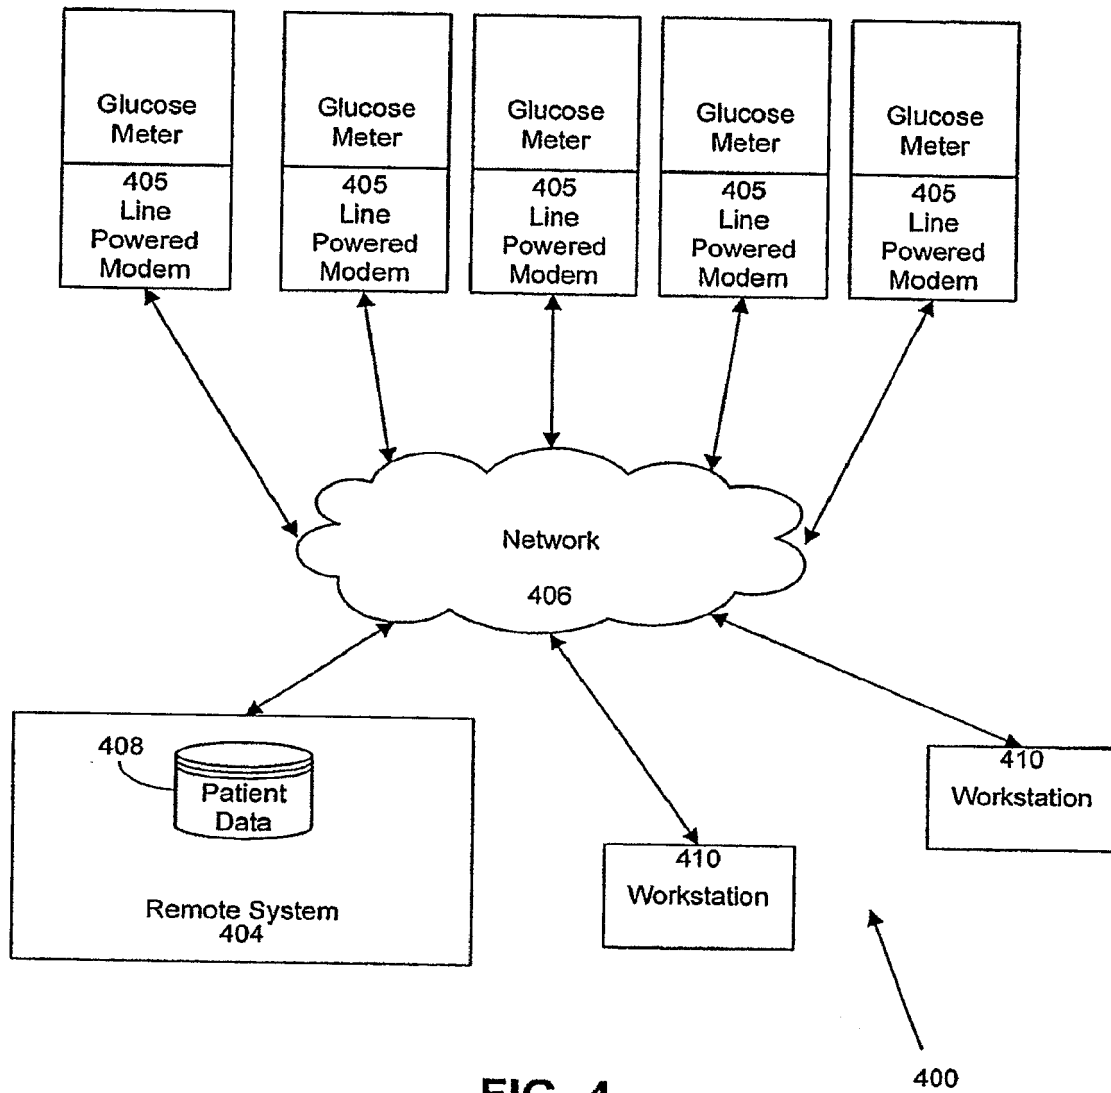 Glucose
Meter
405
Line
Powered
Modem
Glucose
Meter
405
Line
Powered
Modem
Glucose
Meter
405
Line
Powered
Modem
Glucose
Meter
405
Line
Powered
Modem
Glucose
Meter
405
Line
Powered
Modem
Network
406
408
Patient
Data
Remote System
404
410
Workstation
410
Workstation
400
FIG. 4